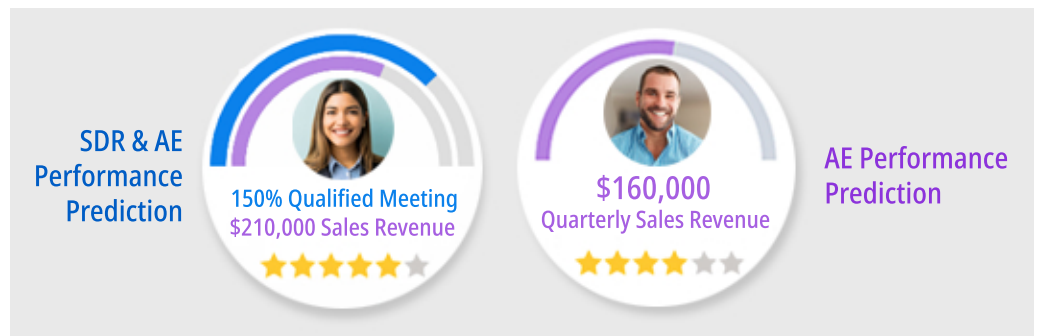 SDR & AE
Performance
Prediction
150% Qualified Meeting
$210,000 Sales Revenue
$160,000
Quarterly Sales Revenue
AE Performance
Prediction